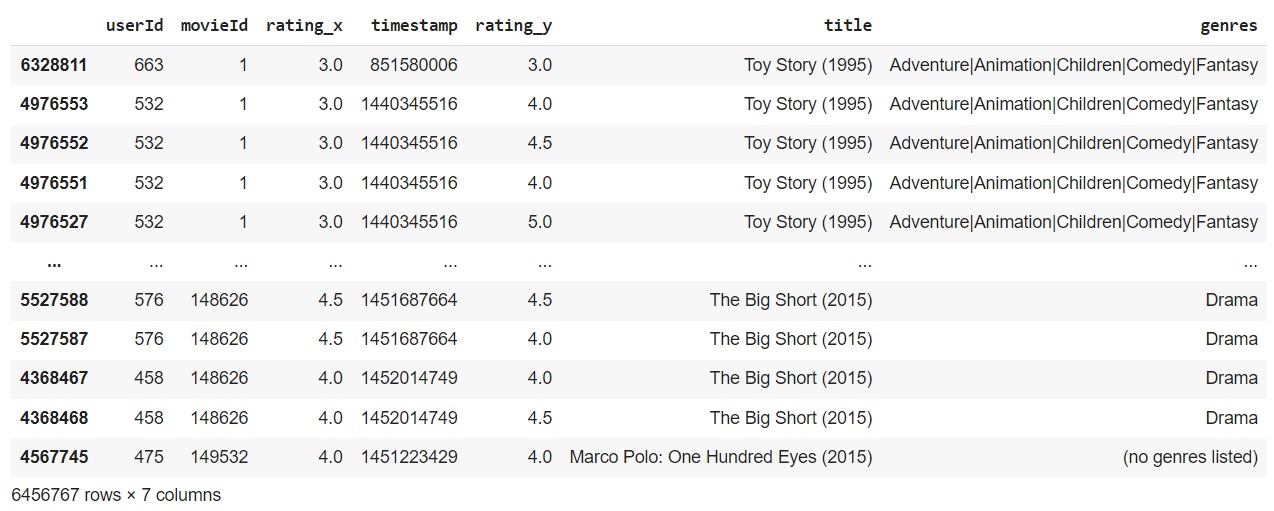 userId movieId rating_x timestamp rating_y title genres
6328811 663 1 3.0 851580006 3.0 Toy Story (1995) Adventure|Animation|Children|Comedy|Fantasy
4976553 532 1 3.0 1440345516 4.0 Toy Story (1995) Adventure|Animation|Children|Comedy|Fantasy
4976552 532 1 3.0 1440345516 4.5 Toy Story (1995) Adventure|Animation|Children|Comedy|Fantasy
4976551 532 1 3.0 1440345516 4.0 Toy Story (1995) Adventure|Animation|Children|Comedy|Fantasy
4976527 532 1 3.0 1440345516 5.0 Toy Story (1995) Adventure|Animation|Children|Comedy|Fantasy
... ... ... ... ... ... ... ...
5527588 576 148626 4.5 1451687664 4.5 The Big Short (2015) Drama
5527587 576 148626 4.5 1451687664 4.0 The Big Short (2015) Drama
4368467 458 148626 4.0 1452014749 4.0 The Big Short (2015) Drama
4368468 458 148626 4.0 1452014749 4.5 The Big Short (2015) Drama
4567745 475 149532 4.0 1451223429 4.0 Marco Polo: One Hundred Eyes (2015) (no genres listed)
6456767 rows × 7 columns